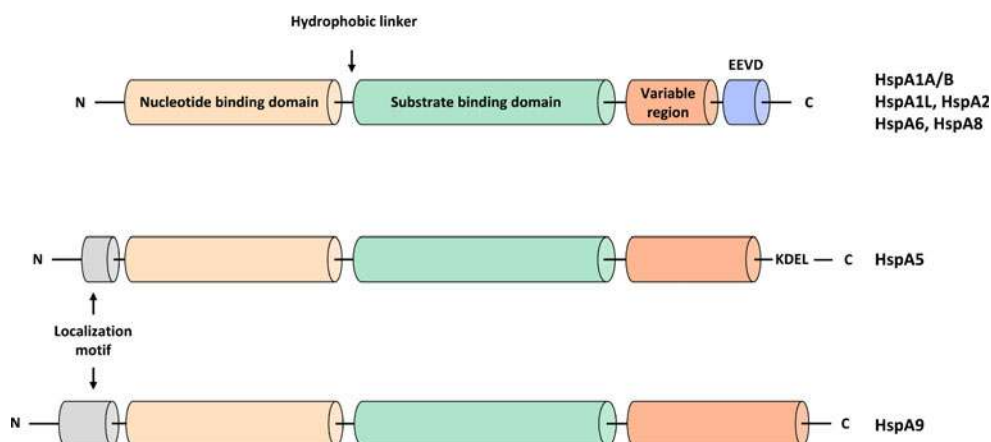 Hydrophobic linker
EEVD
N
Nucleotide binding domain
Substrate binding domain
Variable
region
C
HspA1A/B
HspA1L, HspA2
HspA6, HspA8
N
KDEL
C
HspA5
Localization
motif
N
C
HspA9